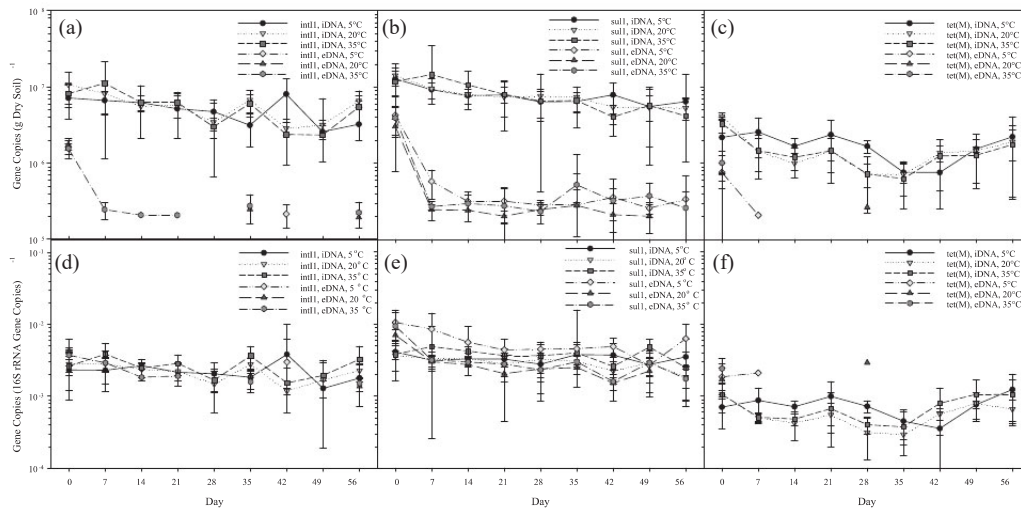 (a)
intI1, iDNA, 5°C
intI1, iDNA, 20°C
intI1, iDNA, 35°C
intI1, eDNA, 5°C
intI1, eDNA, 20°C
intI1, eDNA, 35°C
(b)
sul1, iDNA, 5°C
sul1, iDNA, 20°C
sul1, iDNA, 35°C
sul1, eDNA, 5°C
sul1, eDNA, 20°C
sul1, eDNA, 35°C
(c)
tet(M), iDNA, 5°C
tet(M), iDNA, 20°C
tet(M), iDNA, 35°C
tet(M), eDNA, 5°C
tet(M), eDNA, 20°C
tet(M), eDNA, 35°C
Gene Copies (g Dry Soil) -1
(d)
intI1, iDNA, 5°C
intI1, iDNA, 20°C
intI1, iDNA, 35°C
intI1, eDNA, 5°C
intI1, eDNA, 20°C
intI1, eDNA, 35°C
(e)
sul1, iDNA, 5°C
sul1, iDNA, 20°C
sul1, iDNA, 35°C
sul1, eDNA, 5°C
sul1, eDNA, 20°C
sul1, eDNA, 35°C
(f)
tet(M), iDNA, 5°C
tet(M), iDNA, 20°C
tet(M), iDNA, 35°C
tet(M), eDNA, 5°C
tet(M), eDNA, 20°C
tet(M), eDNA, 35°C
Gene Copies (16S rRNA Gene Copies) -1
0 7 14 21 28 35 42 49 56
0 7 14 21 28 35 42 49 56
0 7 14 21 28 35 42 49 56
Day
Day
Day